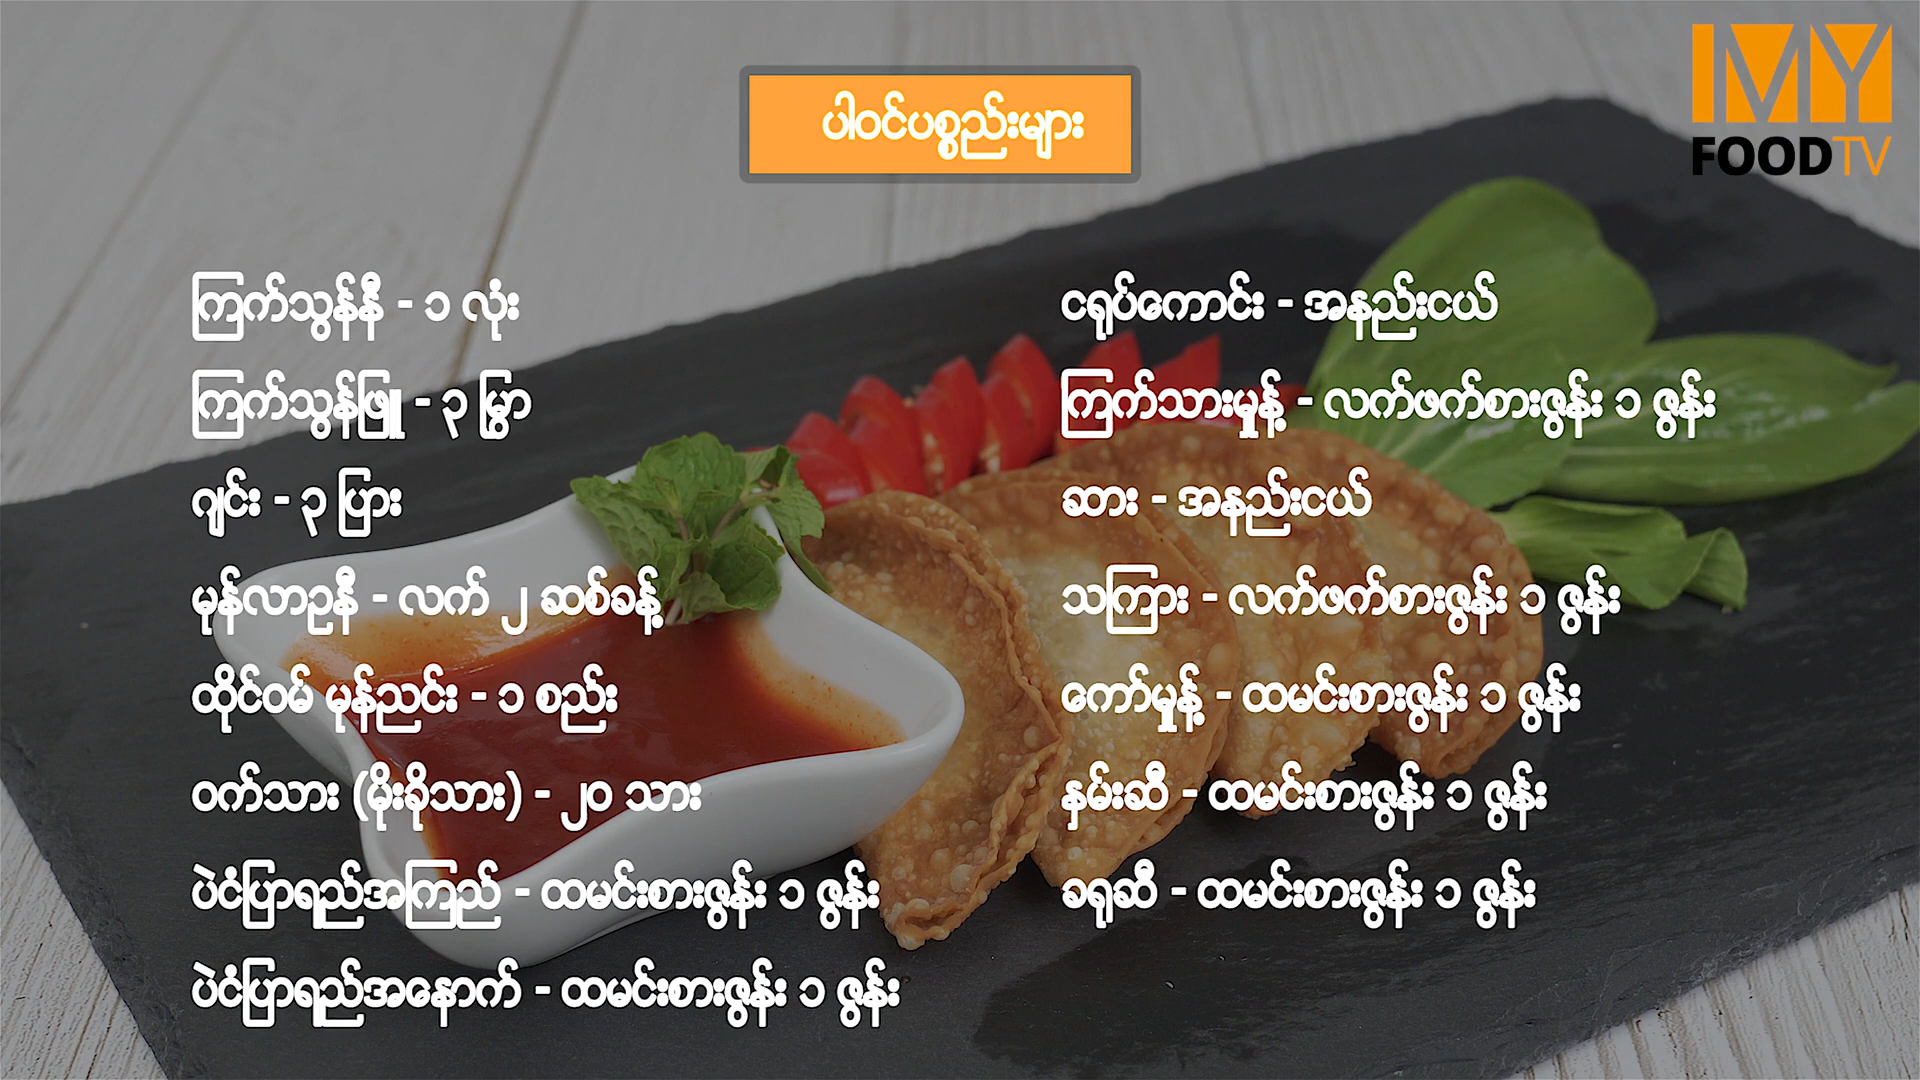 MY
FOODTV
ပါဝင်ပစ္စည်းများ
ကြက်သွန်နီ - ၁ လုံး
ကြက်သွန်ဖြူ - ၃ မြွှာ
ဂျင်း - ၃ ပြား
မုန်လာဥနီ - လက် ၂ ဆစ်ခန့်
ထိုင်ဝမ် မုန်ညင်း - ၁ စည်း
ဝက်သား (မိုးခိုသား) - ၂၀ သား
ပဲငံပြာရည်အကြည် - ထမင်းစားဇွန်း ၁ ဇွန်း
ပဲငံပြာရည်အနောက် - ထမင်းစားဇွန်း ၁ ဇွန်း
ငရုပ်ကောင်း - အနည်းငယ်
ကြက်သားမှုန့် - လက်ဖက်စားဇွန်း ၁ ဇွန်း
ဆား - အနည်းငယ်
သကြား - လက်ဖက်စားဇွန်း ၁ ဇွန်း
ကော်မှုန့် - ထမင်းစားဇွန်း ၁ ဇွန်း
နှမ်းဆီ - ထမင်းစားဇွန်း ၁ ဇွန်း
ခရုဆီ - ထမင်းစားဇွန်း ၁ ဇွန်း